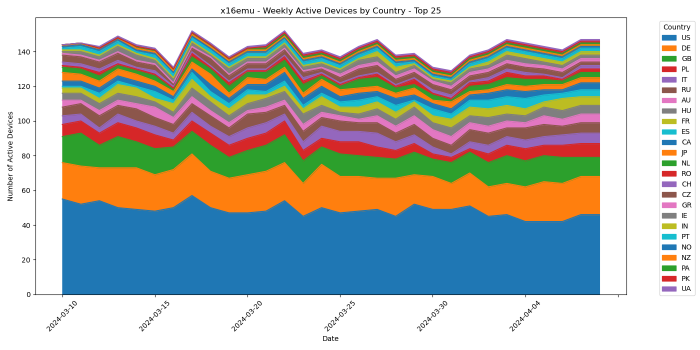 x16emu - Weekly Active Devices by Country - Top 25
Number of Active Devices
140
120
100
80
60
40
20
0
2024-03-10
2024-03-15
2024-03-20
2024-03-25
2024-03-30
2024-04-04
Date
Country
US
DE
GB
PL
IT
RU
AU
HU
FR
ES
CA
JP
NL
RO
CH
CZ
GR
IE
IN
PT
NO
NZ
PA
PK
UA